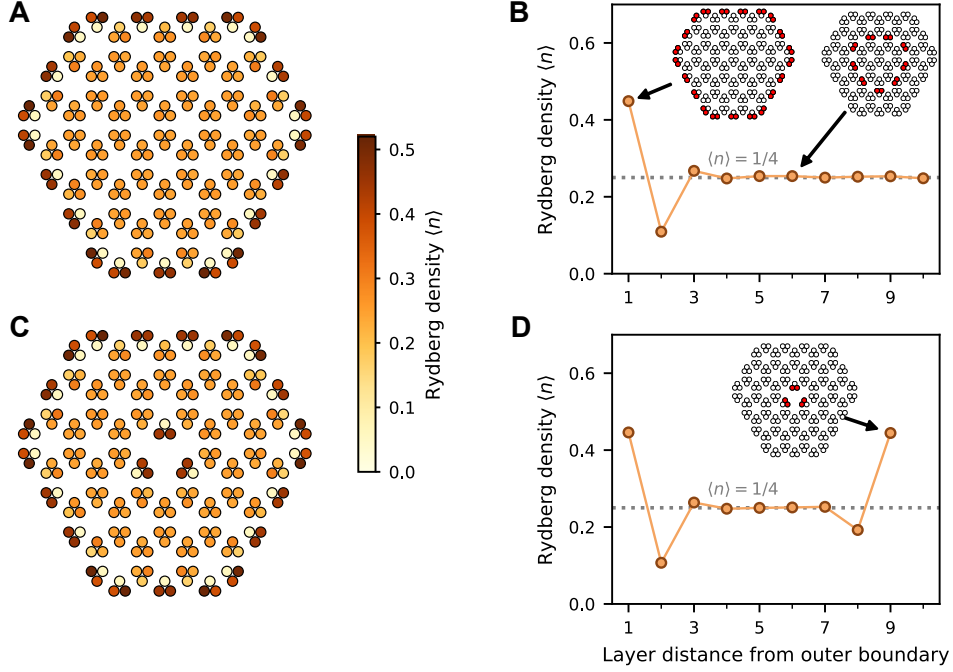 A
B
C
D
0.5
0.4
0.3
0.2
0.1
0.0
Rydberg density ⟨n⟩
0.6
0.4
0.2
0.0
Rydberg density ⟨n⟩
⟨n⟩ = 1/4
1
3
5
7
9
0.6
0.4
0.2
0.0
Rydberg density ⟨n⟩
⟨n⟩ = 1/4
1
3
5
7
9
Layer distance from outer boundary